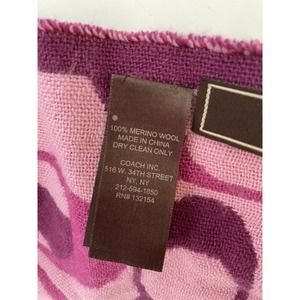 100% MERINO WOOL
MADE IN CHINA
DRY CLEAN ONLY
COACH INC.
516 W. 34TH STREET
NY, NY
212-594-1850
RN# 132154